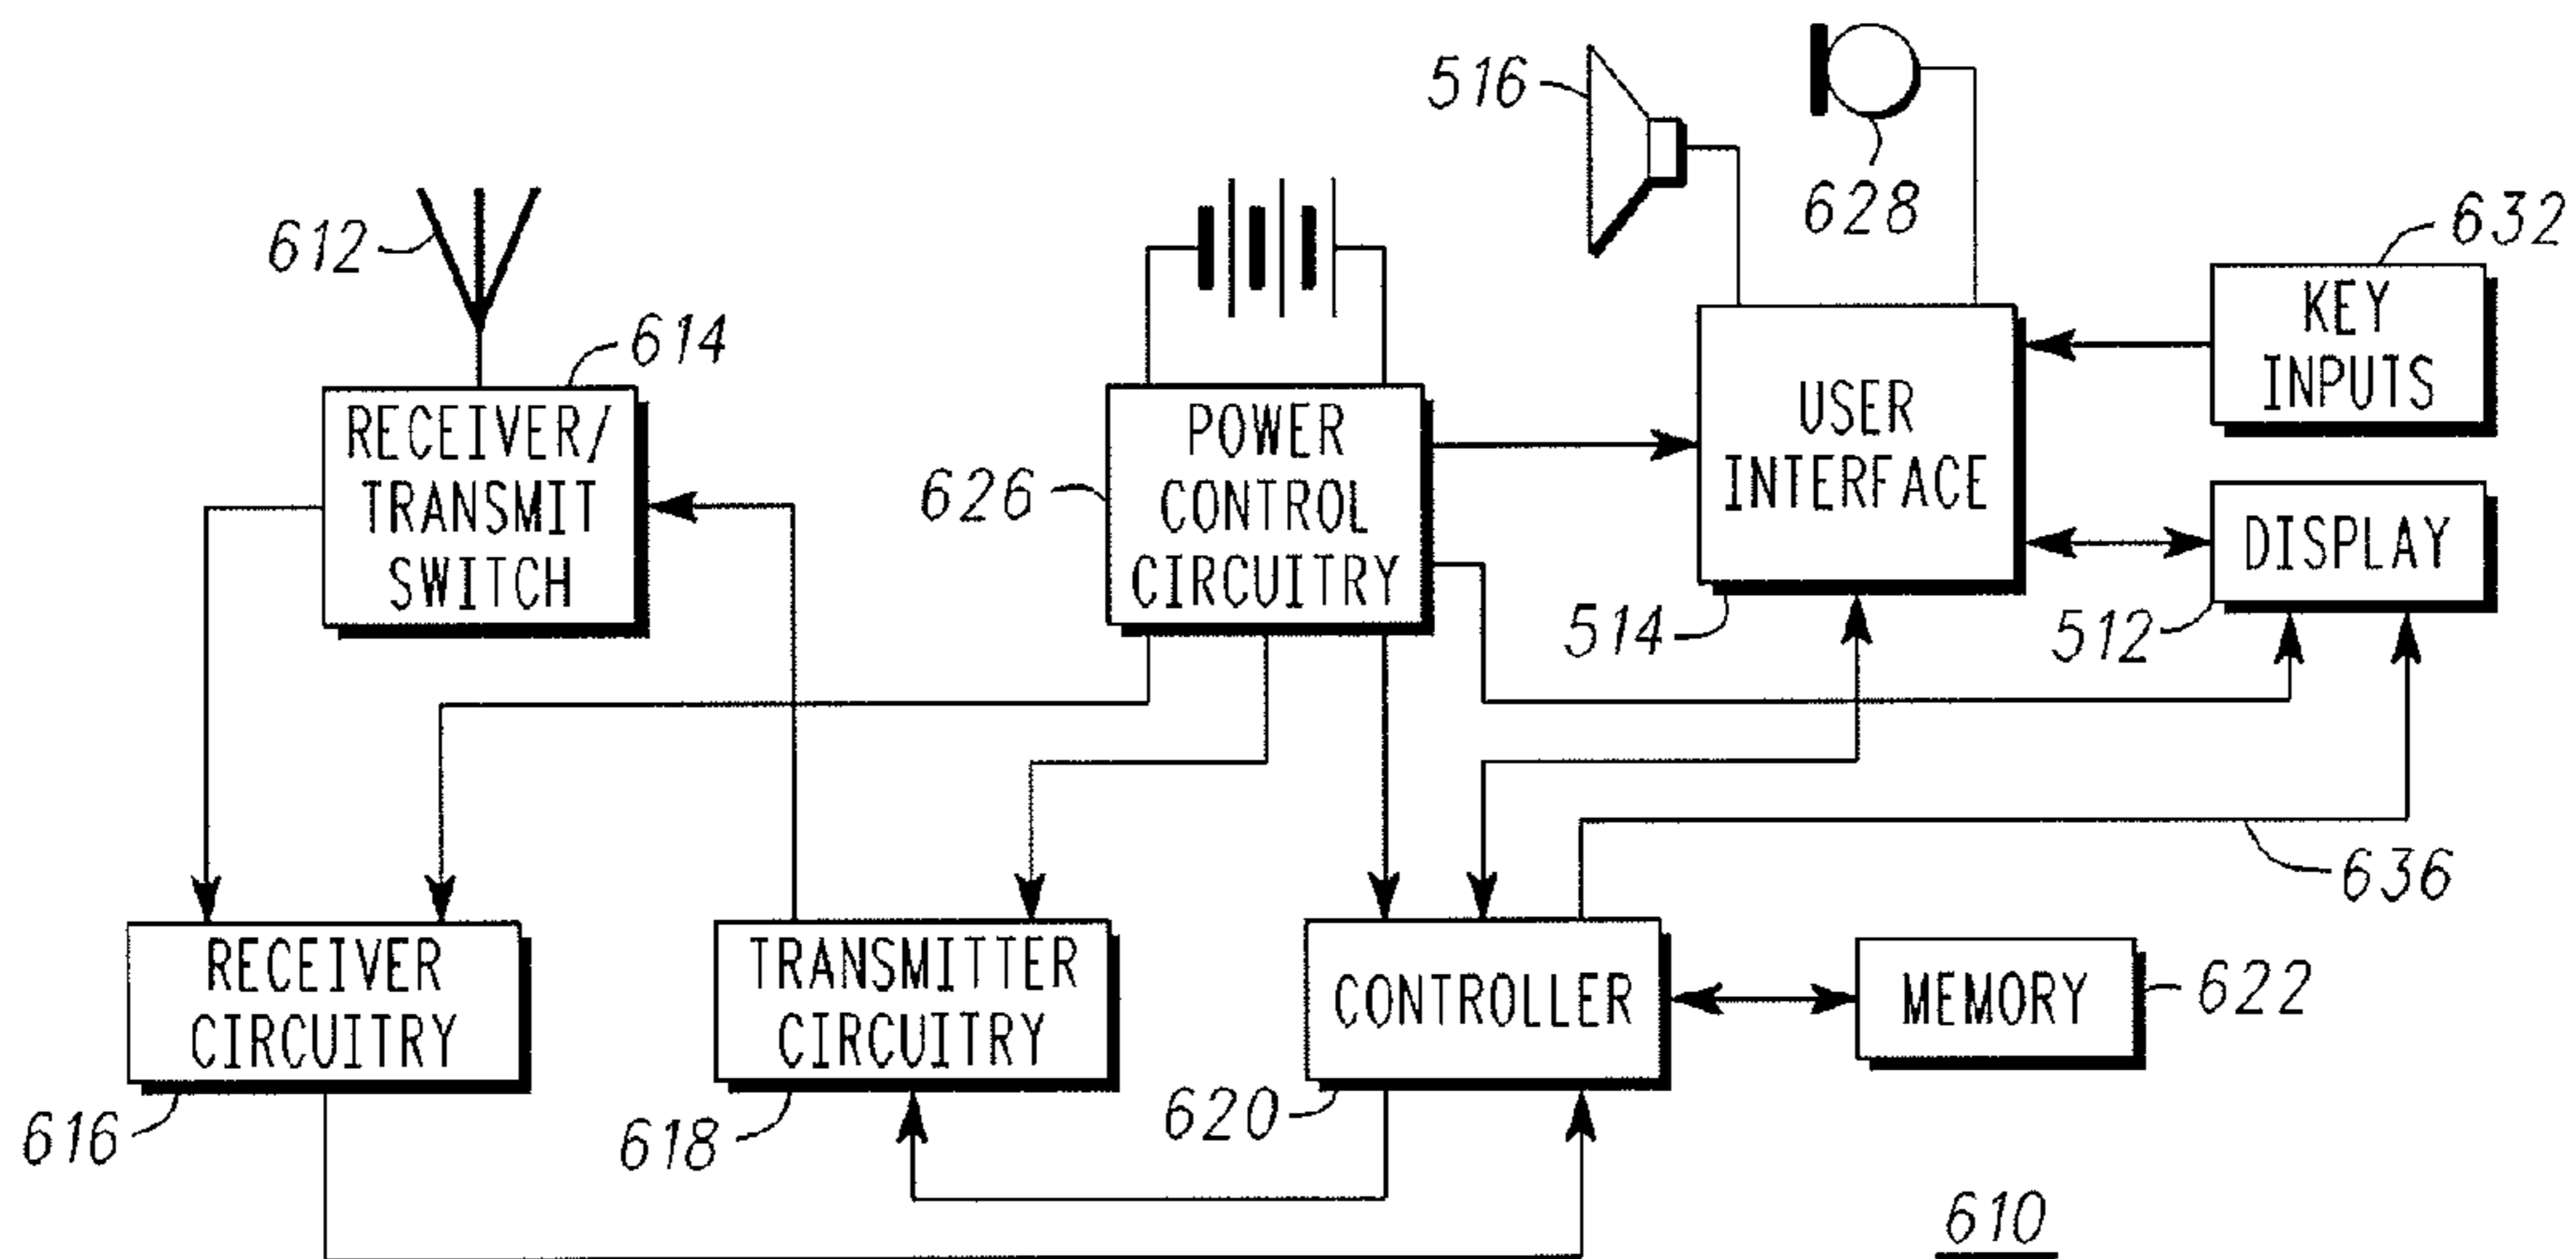 516
628
632
KEY
INPUTS
612
614
RECEIVER/
TRANSMIT
SWITCH
626
POWER
CONTROL
CIRCUITRY
USER
INTERFACE
514
DISPLAY
512
636
RECEIVER
CIRCUITRY
616
TRANSMITTER
CIRCUITRY
618
CONTROLLER
620
MEMORY
622
610